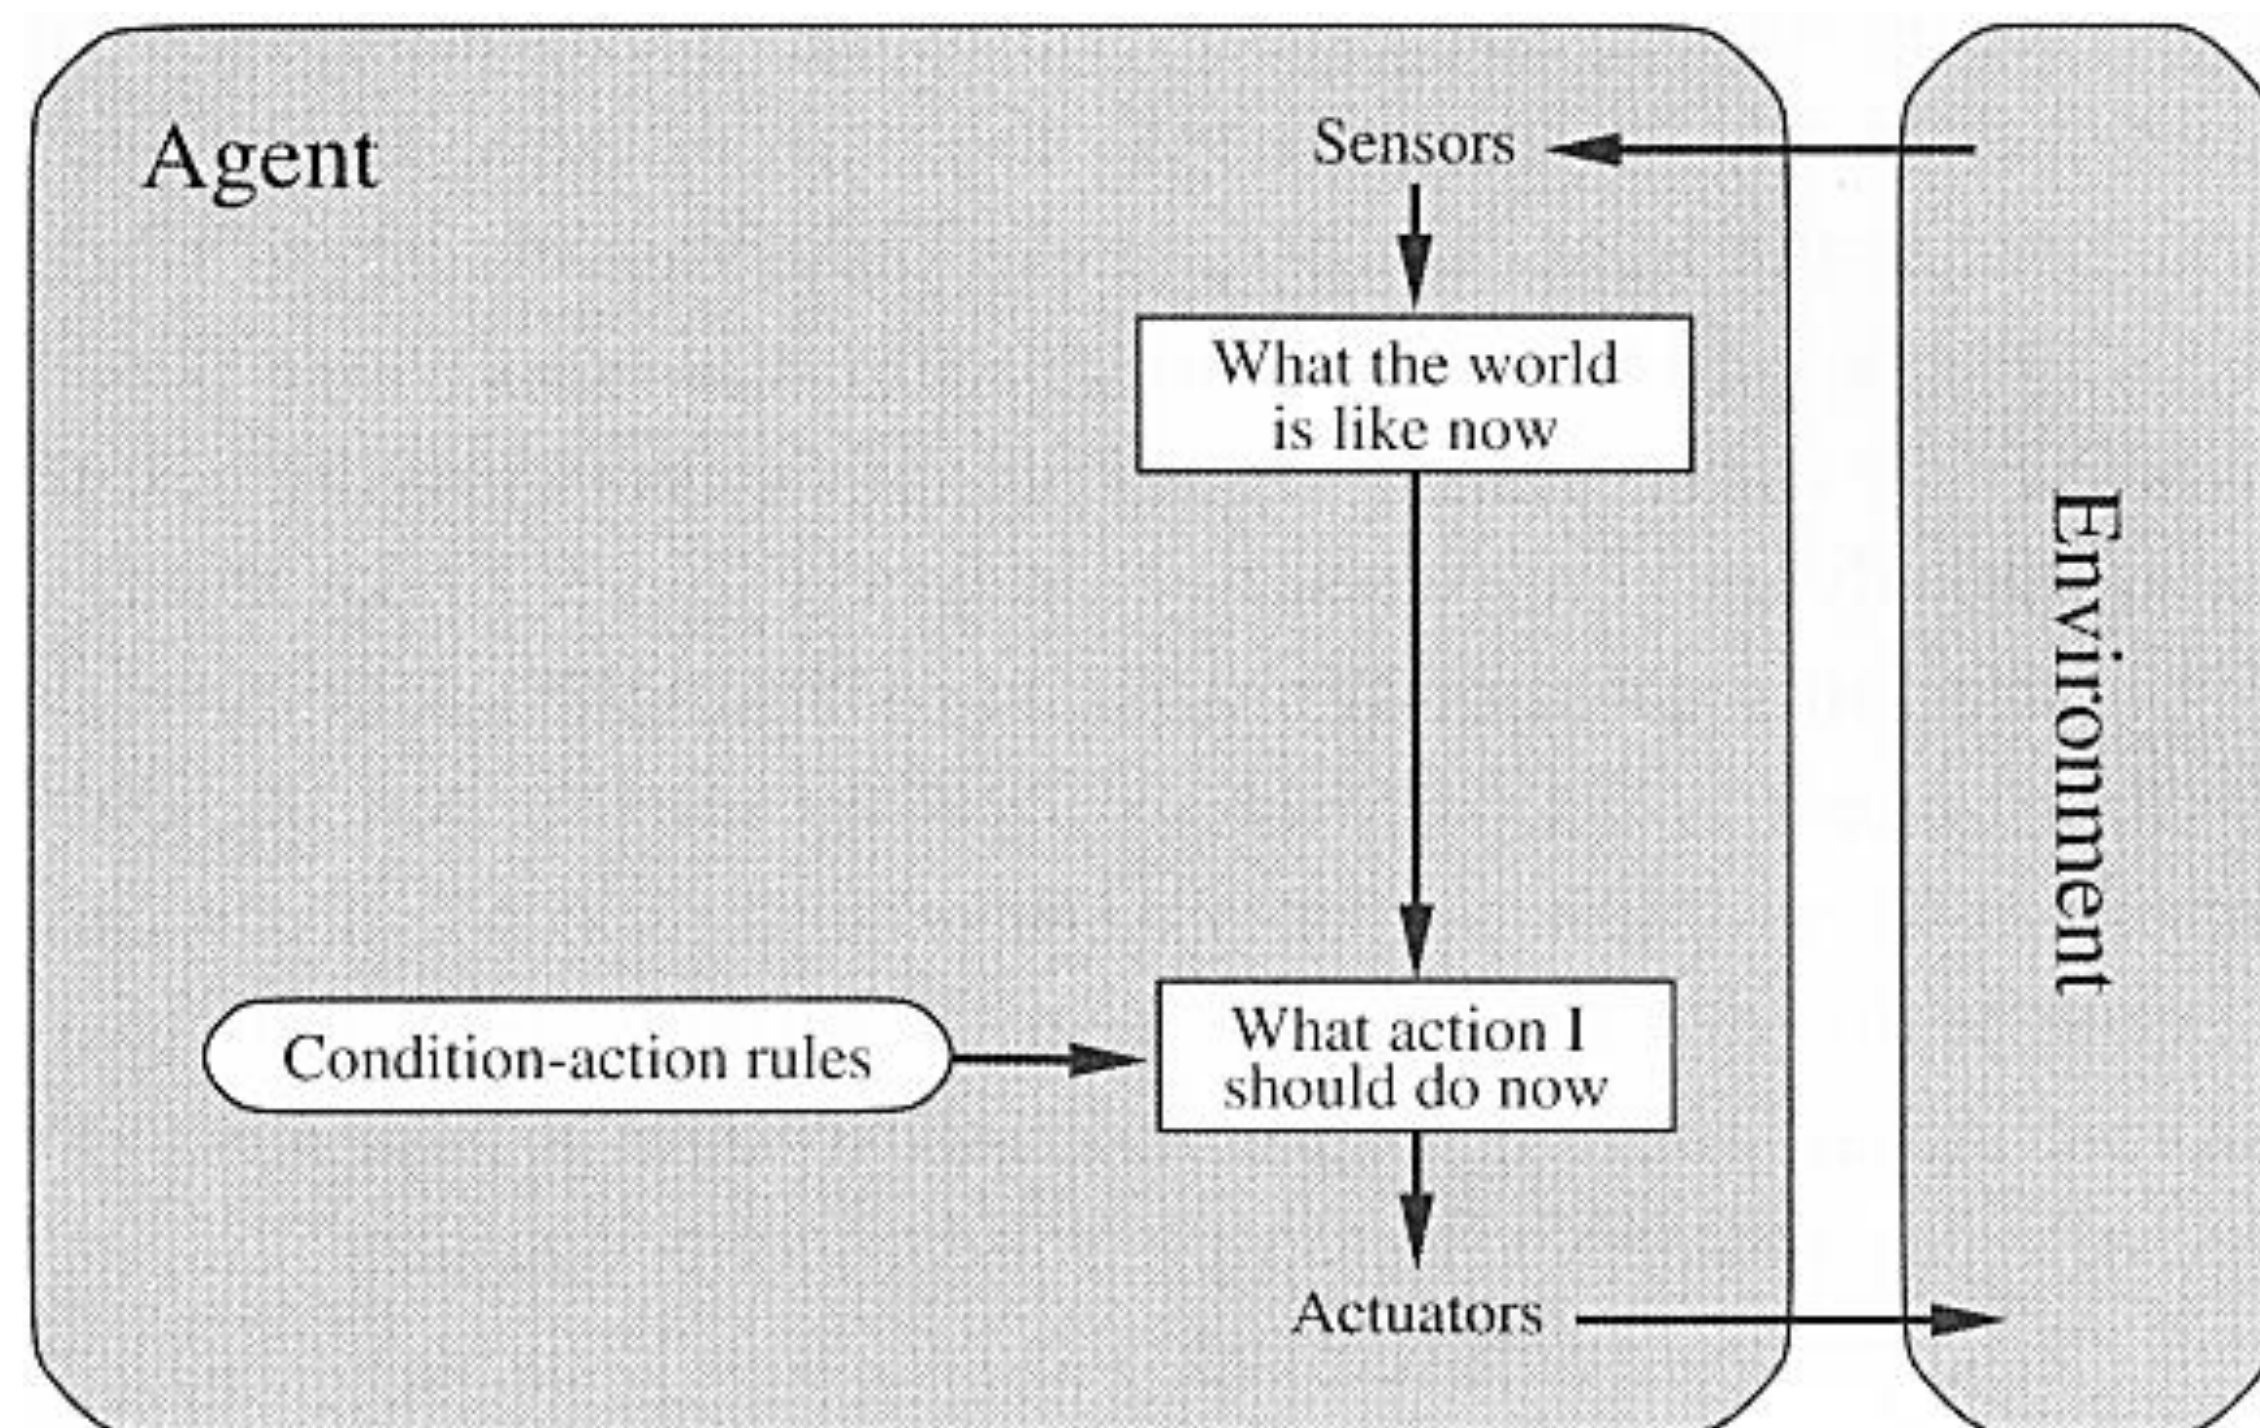 Agent
Sensors
What the world
is like now
Environment
Condition-action rules
What action I
should do now
Actuators